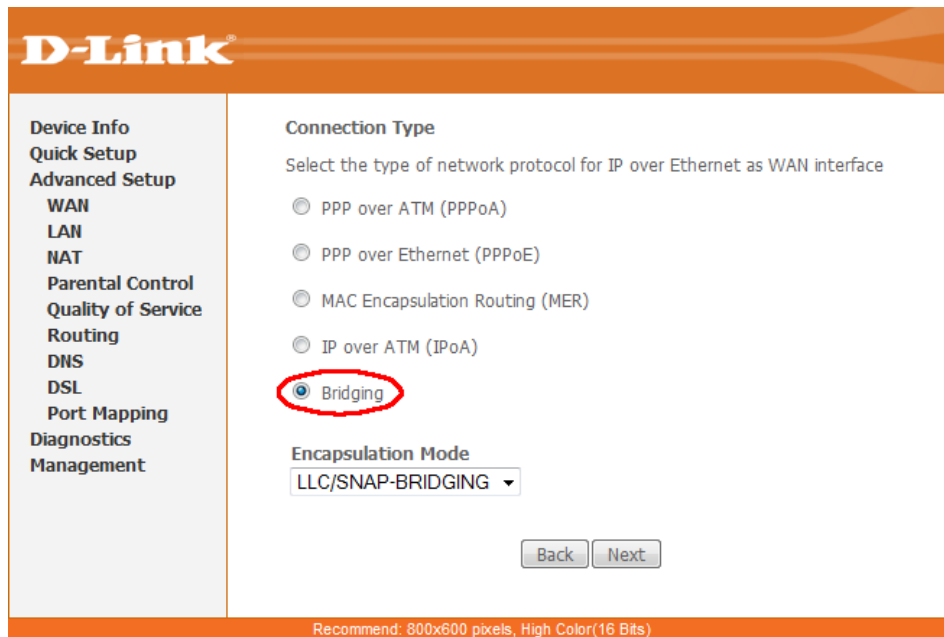 D-Link®
Device Info
Quick Setup
Advanced Setup
WAN
LAN
NAT
Parental Control
Quality of Service
Routing
DNS
DSL
Port Mapping
Diagnostics
Management
Connection Type
Select the type of network protocol for IP over Ethernet as WAN interface
PPP over ATM (PPPoA)
PPP over Ethernet (PPPoE)
MAC Encapsulation Routing (MER)
IP over ATM (IPoA)
Bridging
Encapsulation Mode
LLC/SNAP-BRIDGING
Back Next
Recommend: 800x600 pixels, High Color(16 Bits)